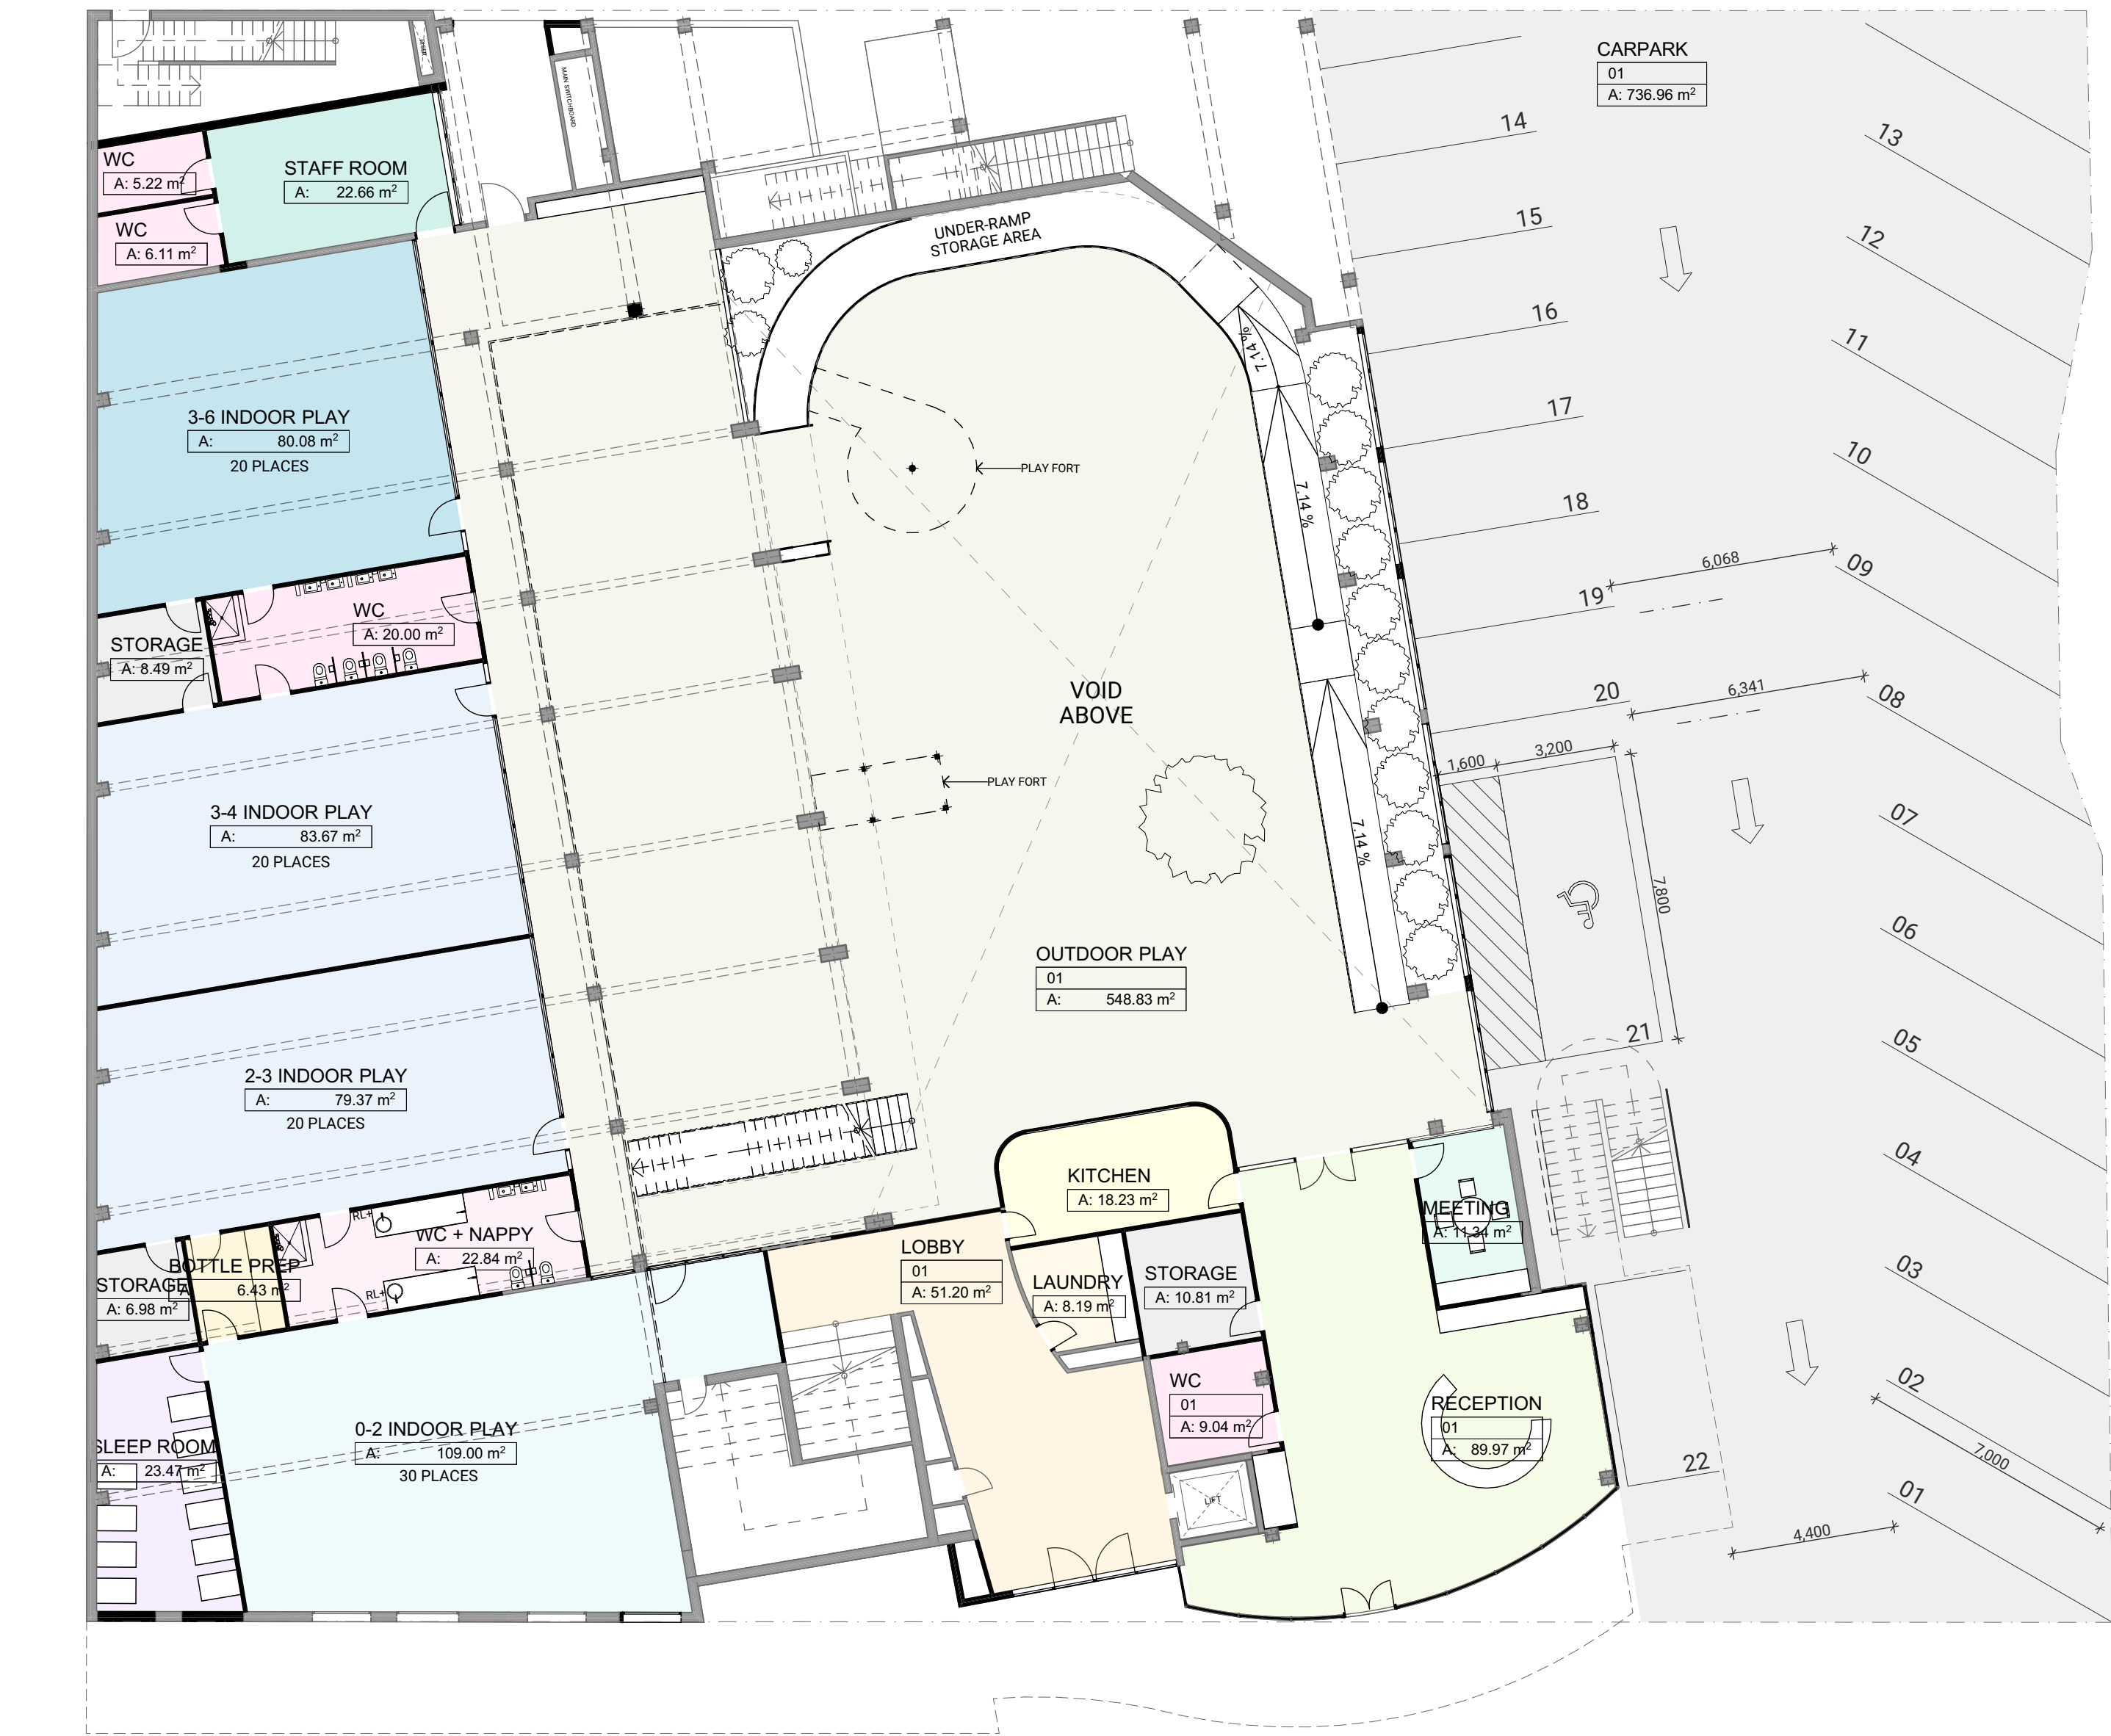 CARPARK
01
A: 736.96 m²
MAIN SWITCHBOARD
14
13
WC
A: 5.22 m²
STAFF ROOM
A: 22.66 m²
WC
A: 6.11 m²
UNDER-RAMP
STORAGE AREA
15
12
16
11
7.14 %
3-6 INDOOR PLAY
A: 80.08 m²
20 PLACES
17
10
PLAY FORT
7.14 %
18
6,068
09
19
WC
A: 20.00 m²
STORAGE
A: 8.49 m²
VOID
ABOVE
20
6,341
08
1,600
3,200
PLAY FORT
3-4 INDOOR PLAY
A: 83.67 m²
20 PLACES
7.14 %
07
7,800
06
OUTDOOR PLAY
01
A: 548.83 m²
21
05
2-3 INDOOR PLAY
A: 79.37 m²
20 PLACES
04
KITCHEN
A: 18.23 m²
MEETING
A: 11.34 m²
RL+
WC + NAPPY
A: 22.84 m²
RL+
BOTTLE PREP
A: 6.43 m²
STORAGE
A: 6.98 m²
LOBBY
01
A: 51.20 m²
LAUNDRY
A: 8.19 m²
STORAGE
A: 10.81 m²
03
WC
01
A: 9.04 m²
RECEPTION
01
A: 89.97 m²
02
7,000
SLEEP ROOM
A: 23.47 m²
0-2 INDOOR PLAY
A: 109.00 m²
30 PLACES
22
01
LIFT
4,400